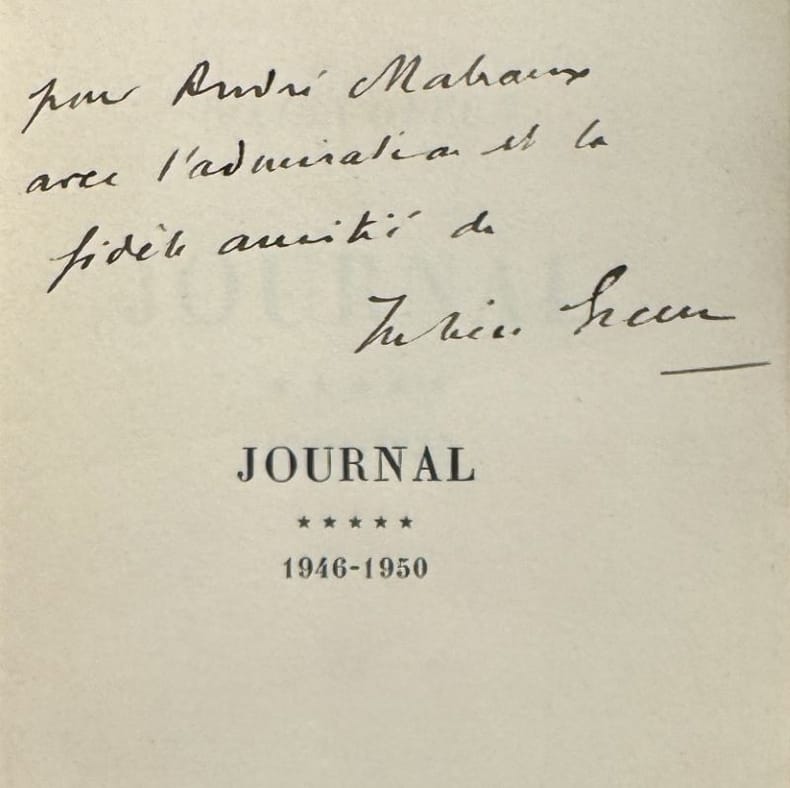 pour André Malraux
avec l'admiration et la
fidèle amitié de
Julien Green
JOURNAL
★ ★ ★ ★ ★
1946-1950